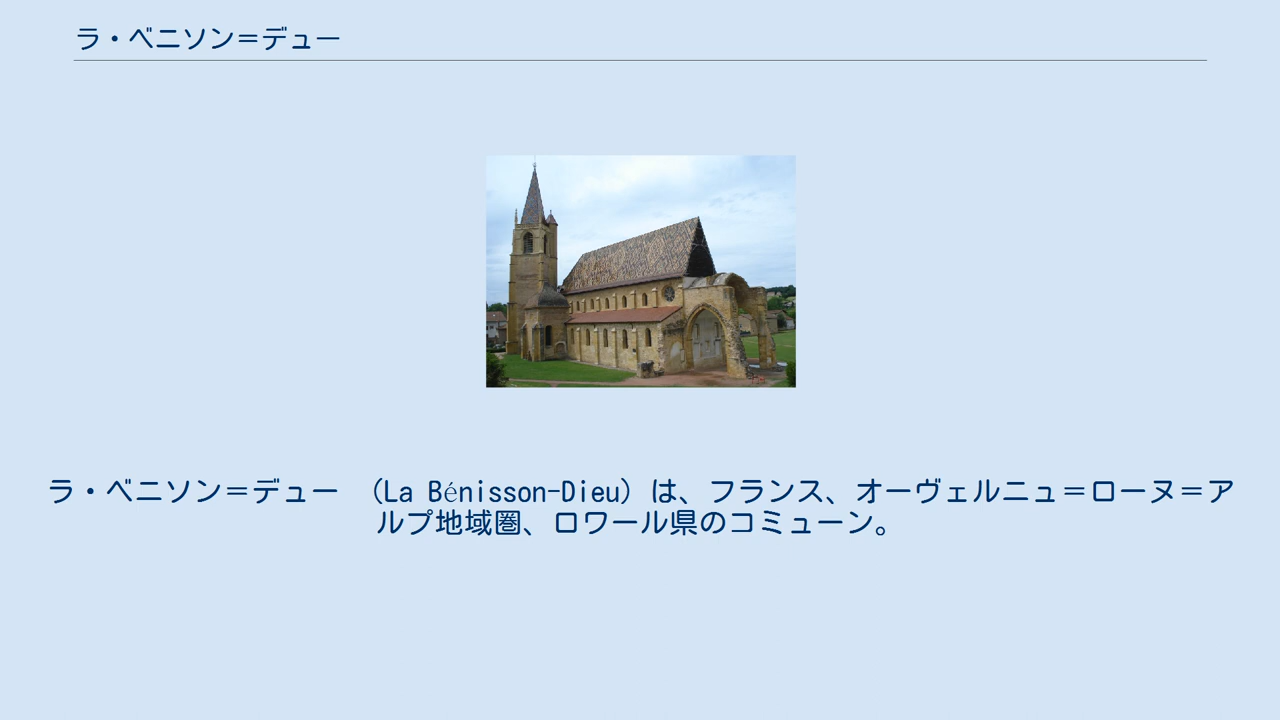 ラ・ベニソン＝デュー
ラ・ベニソン＝デュー （La Bénisson-Dieu）は、フランス、オーヴェルニュ＝ローヌ＝ア
ルプ地域圏、ロワール県のコミューン。